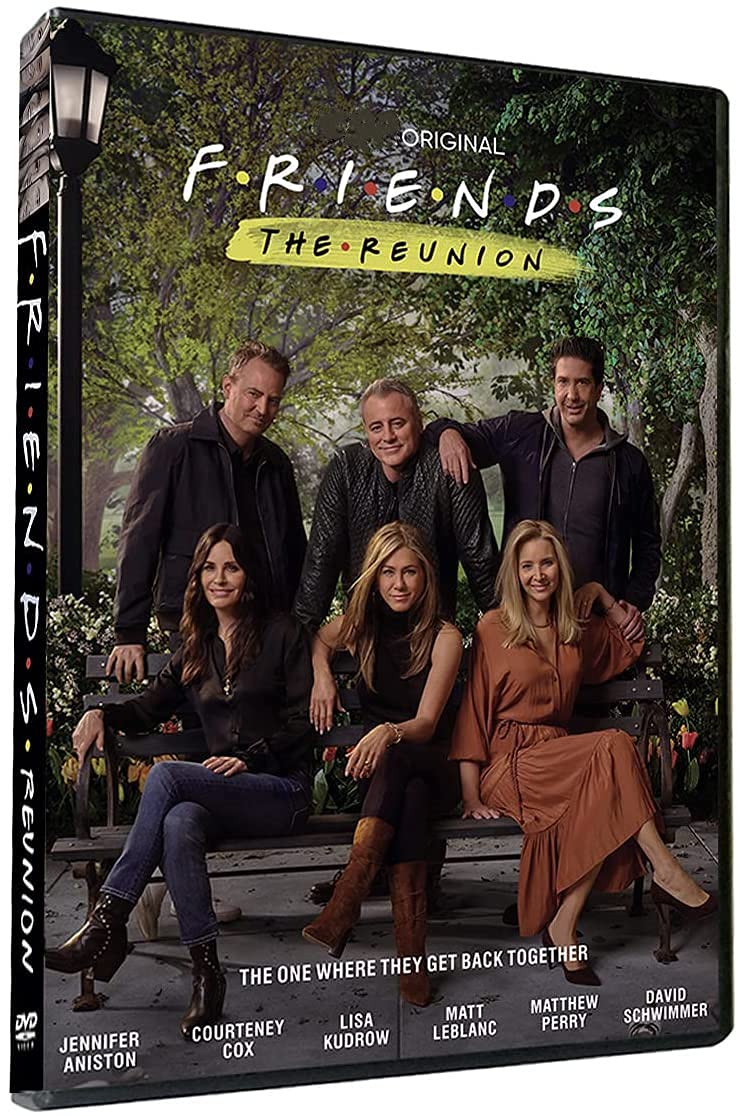 ORIGINAL
F•R•I•E•N•D•S
THE•REUNION
F•R•I•E•N•D•S•REUNION
DVD
THE ONE WHERE THEY GET BACK TOGETHER
JENNIFER
ANISTON
COURTENEY
COX
LISA
KUDROW
MATT
LEBLANC
MATTHEW
PERRY
DAVID
SCHWIMMER